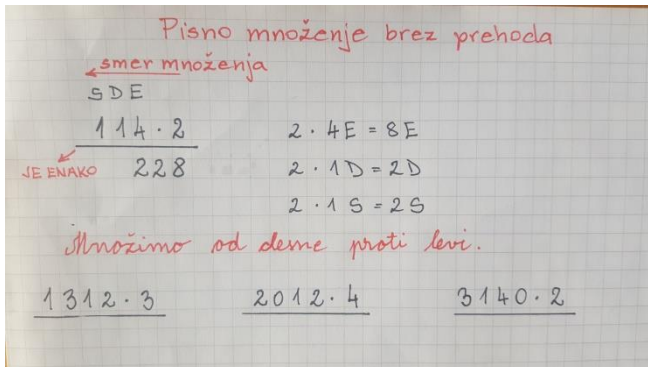 Pisno množenje brez prehoda
smer množenja
S D E
114 · 2
JE ENAKO 228
2 · 4E = 8E
2 · 1D = 2D
2 · 1S = 2S
Množimo od desne proti levi.
1312 · 3
2012 · 4
3140 · 2